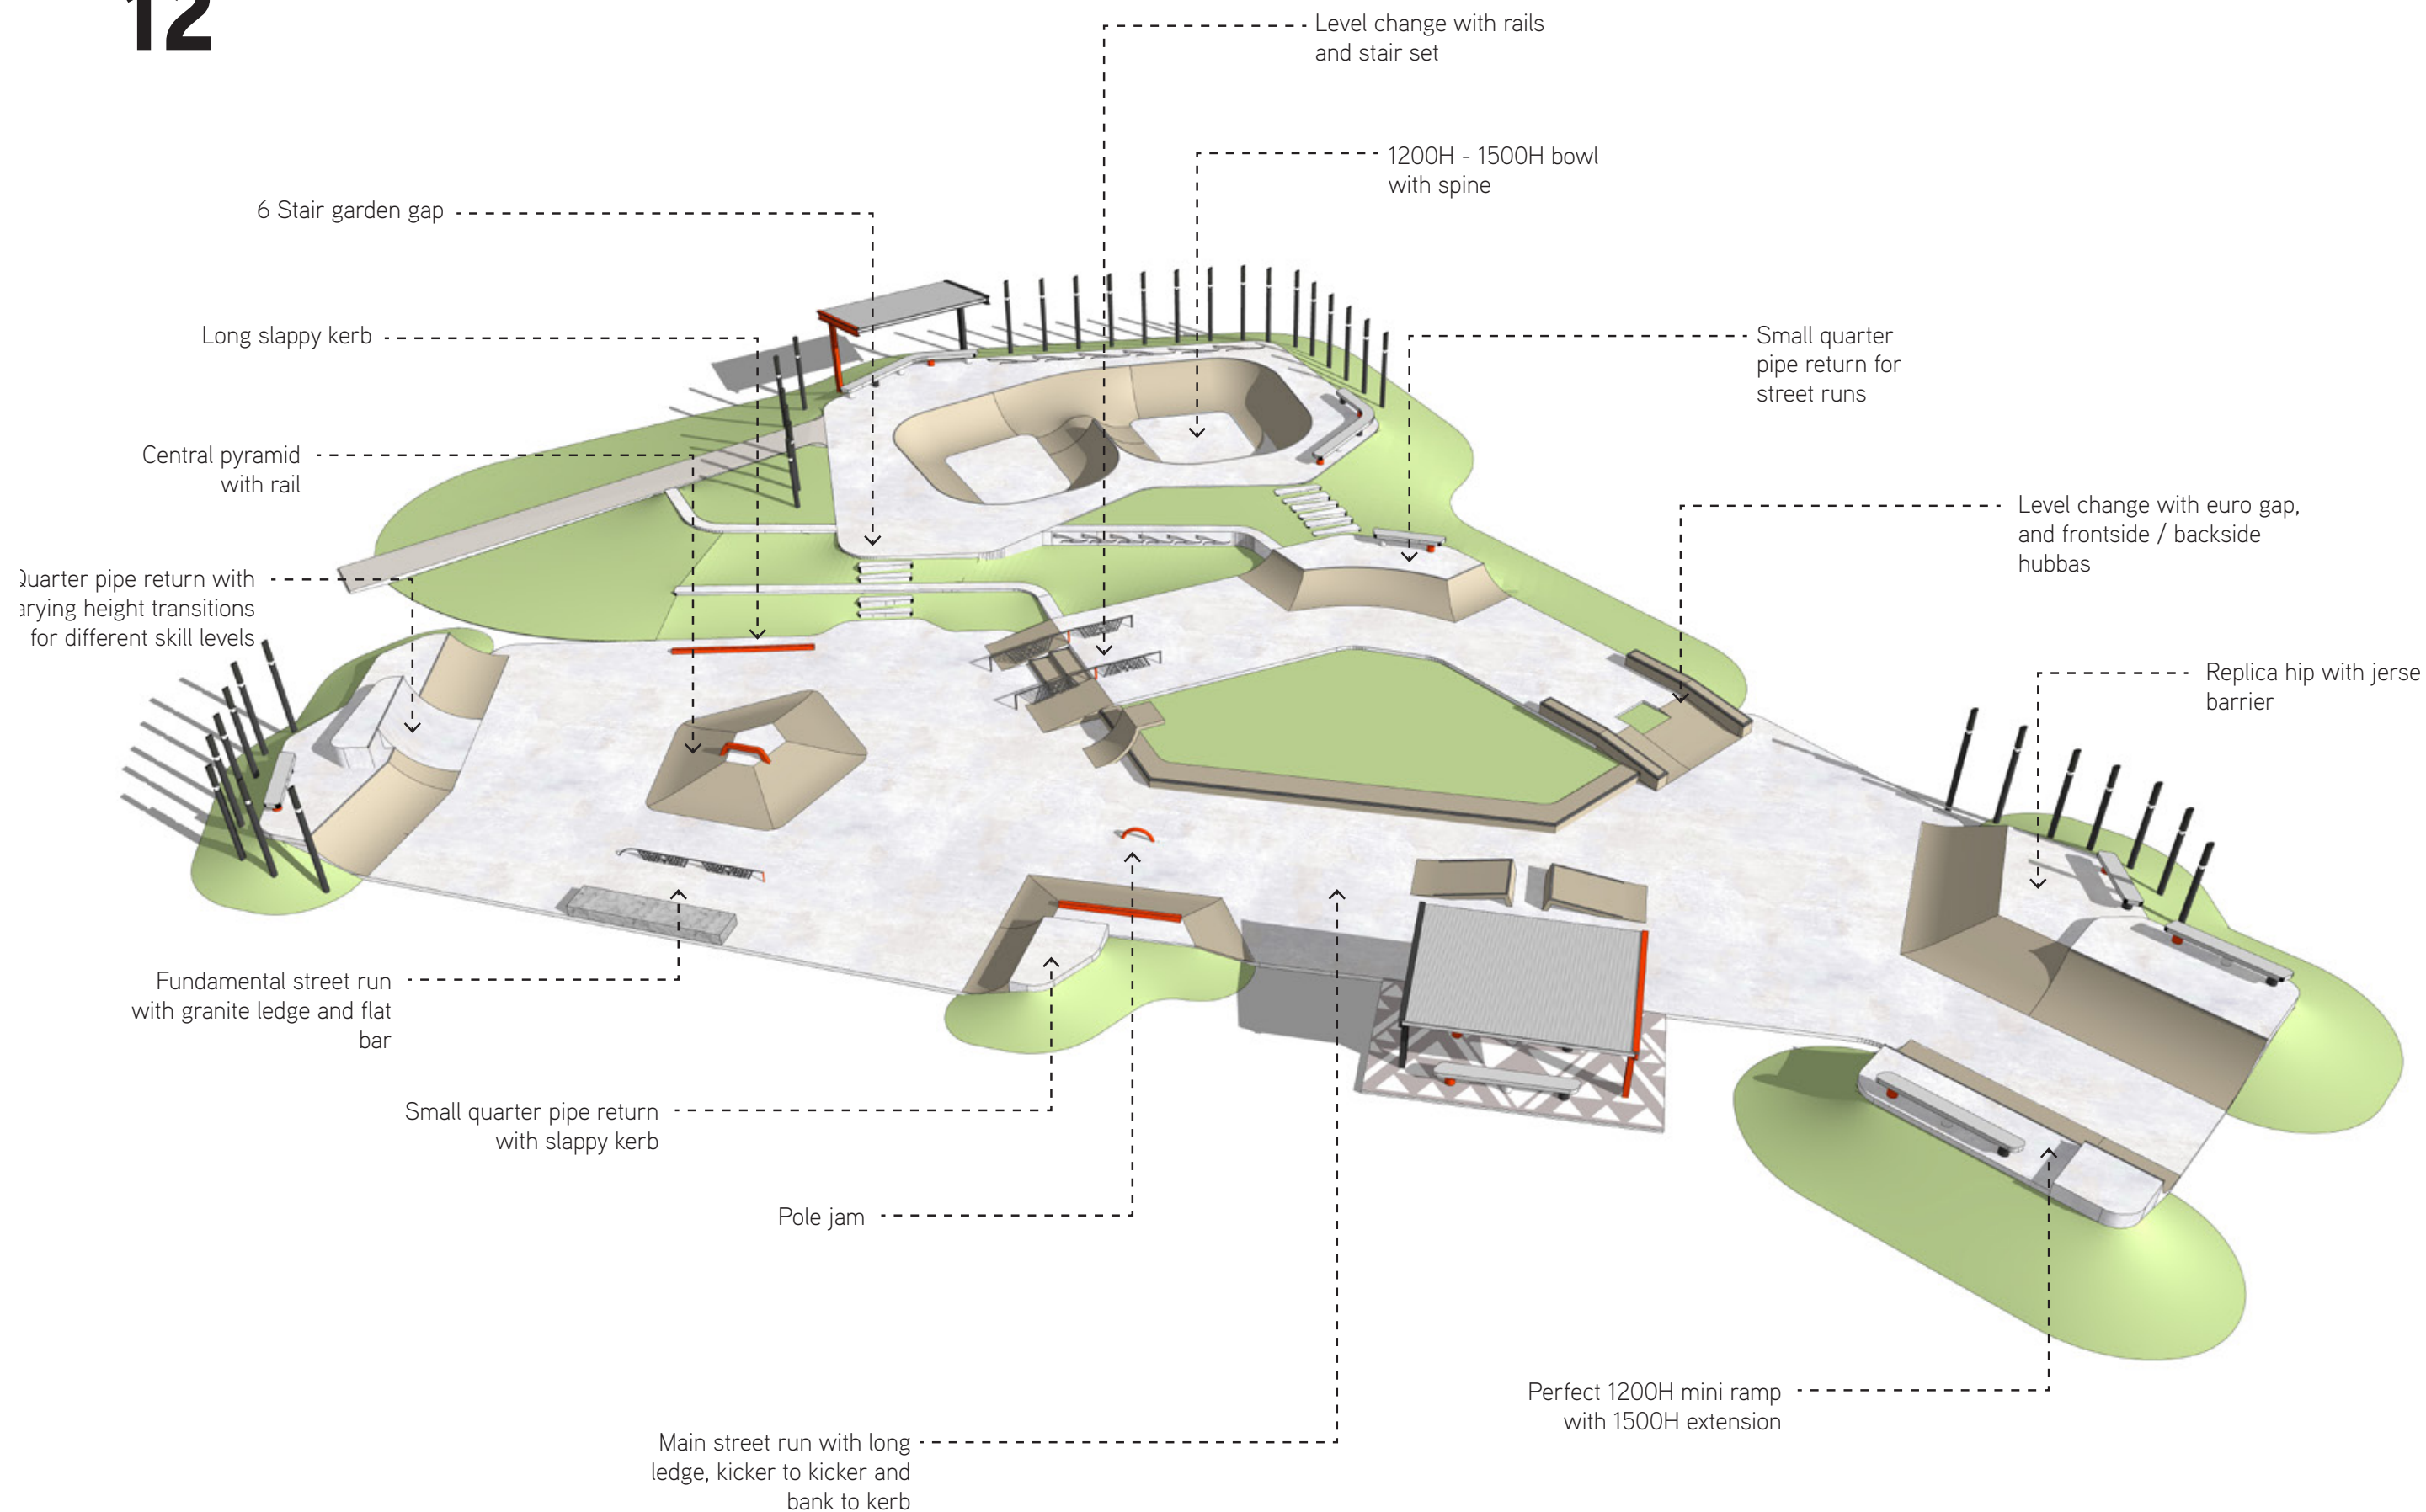 12
Level change with rails
and stair set
1200H - 1500H bowl
with spine
6 Stair garden gap
Long slappy kerb
Small quarter
pipe return for
street runs
Central pyramid
with rail
Level change with euro gap,
and frontside / backside
hubbas
Quarter pipe return with
arying height transitions
for different skill levels
Replica hip with jerse
barrier
Fundamental street run
with granite ledge and flat
bar
Small quarter pipe return
with slappy kerb
Pole jam
Perfect 1200H mini ramp
with 1500H extension
Main street run with long
ledge, kicker to kicker and
bank to kerb